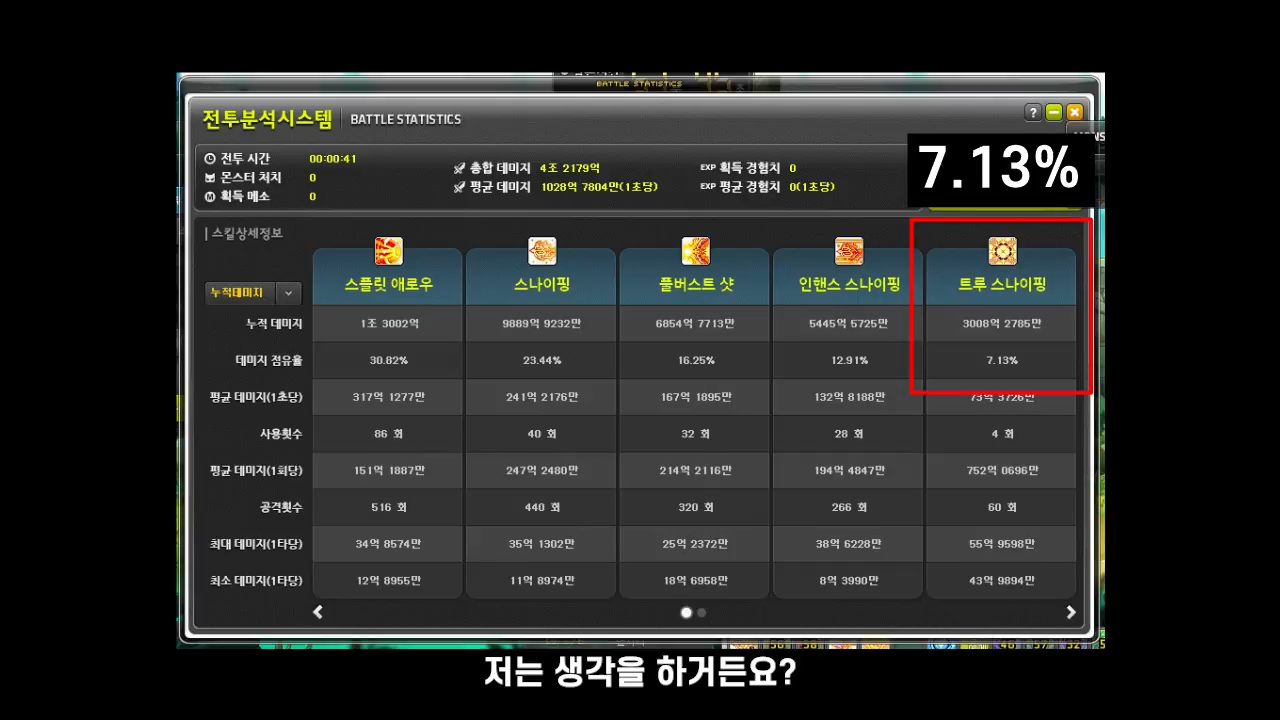 BATTLE STATISTICS
전투분석시스템 BATTLE STATISTICS
7.13%
전투 시간 00:00:41
몬스터 처치 0
획득 메소 0
총합 데미지 4조 2179억
평균 데미지 1028억 7804만(1초당)
EXP 획득 경험치 0
EXP 평균 경험치 0(1초당)
스킬상세정보
누적데미지
스플릿 애로우 스나이핑 풀버스트 샷 인핸스 스나이핑 트루 스나이핑
누적 데미지 1조 3002억 9889억 9232만 6854억 7713만 5445억 5725만 3008억 2785만
데미지 점유율 30.82% 23.44% 16.25% 12.91% 7.13%
평균 데미지(1초당) 317억 1277만 241억 2176만 167억 1895만 132억 8188만 73억 3726만
사용횟수 86 회 40 회 32 회 28 회 4 회
평균 데미지(1회당) 151억 1887만 247억 2480만 214억 2116만 194억 4847만 752억 0696만
공격횟수 516 회 440 회 320 회 266 회 60 회
최대 데미지(1타당) 34억 8574만 35억 1302만 25억 2372만 38억 6228만 55억 9598만
최소 데미지(1타당) 12억 8955만 11억 8974만 18억 6958만 8억 3990만 43억 9894만
저는 생각을 하거든요?